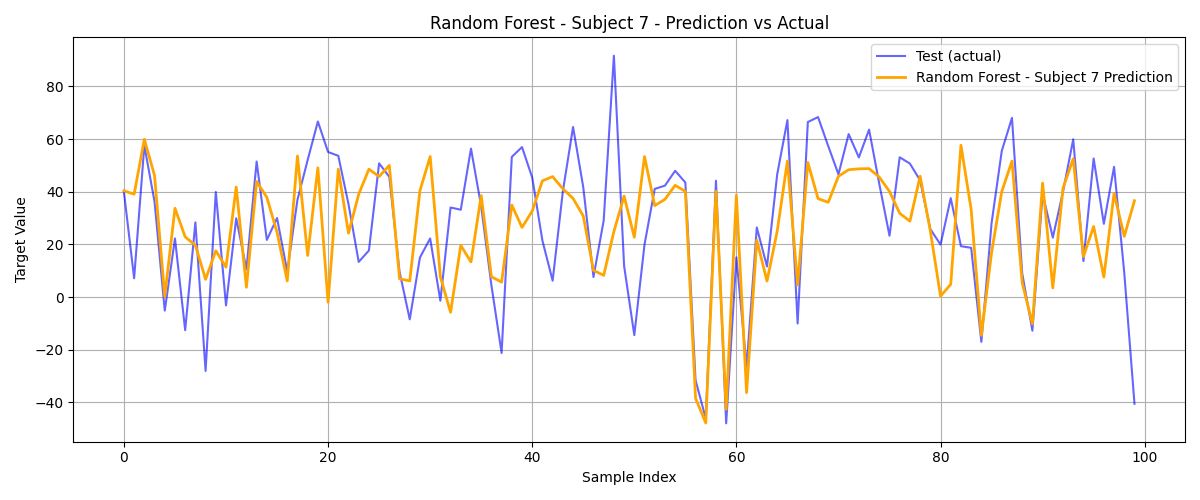 Random Forest - Subject 7 - Prediction vs Actual
Test (actual)
Random Forest - Subject 7 Prediction
Target Value
80
60
40
20
0
−20
−40
0
20
40
60
80
100
Sample Index